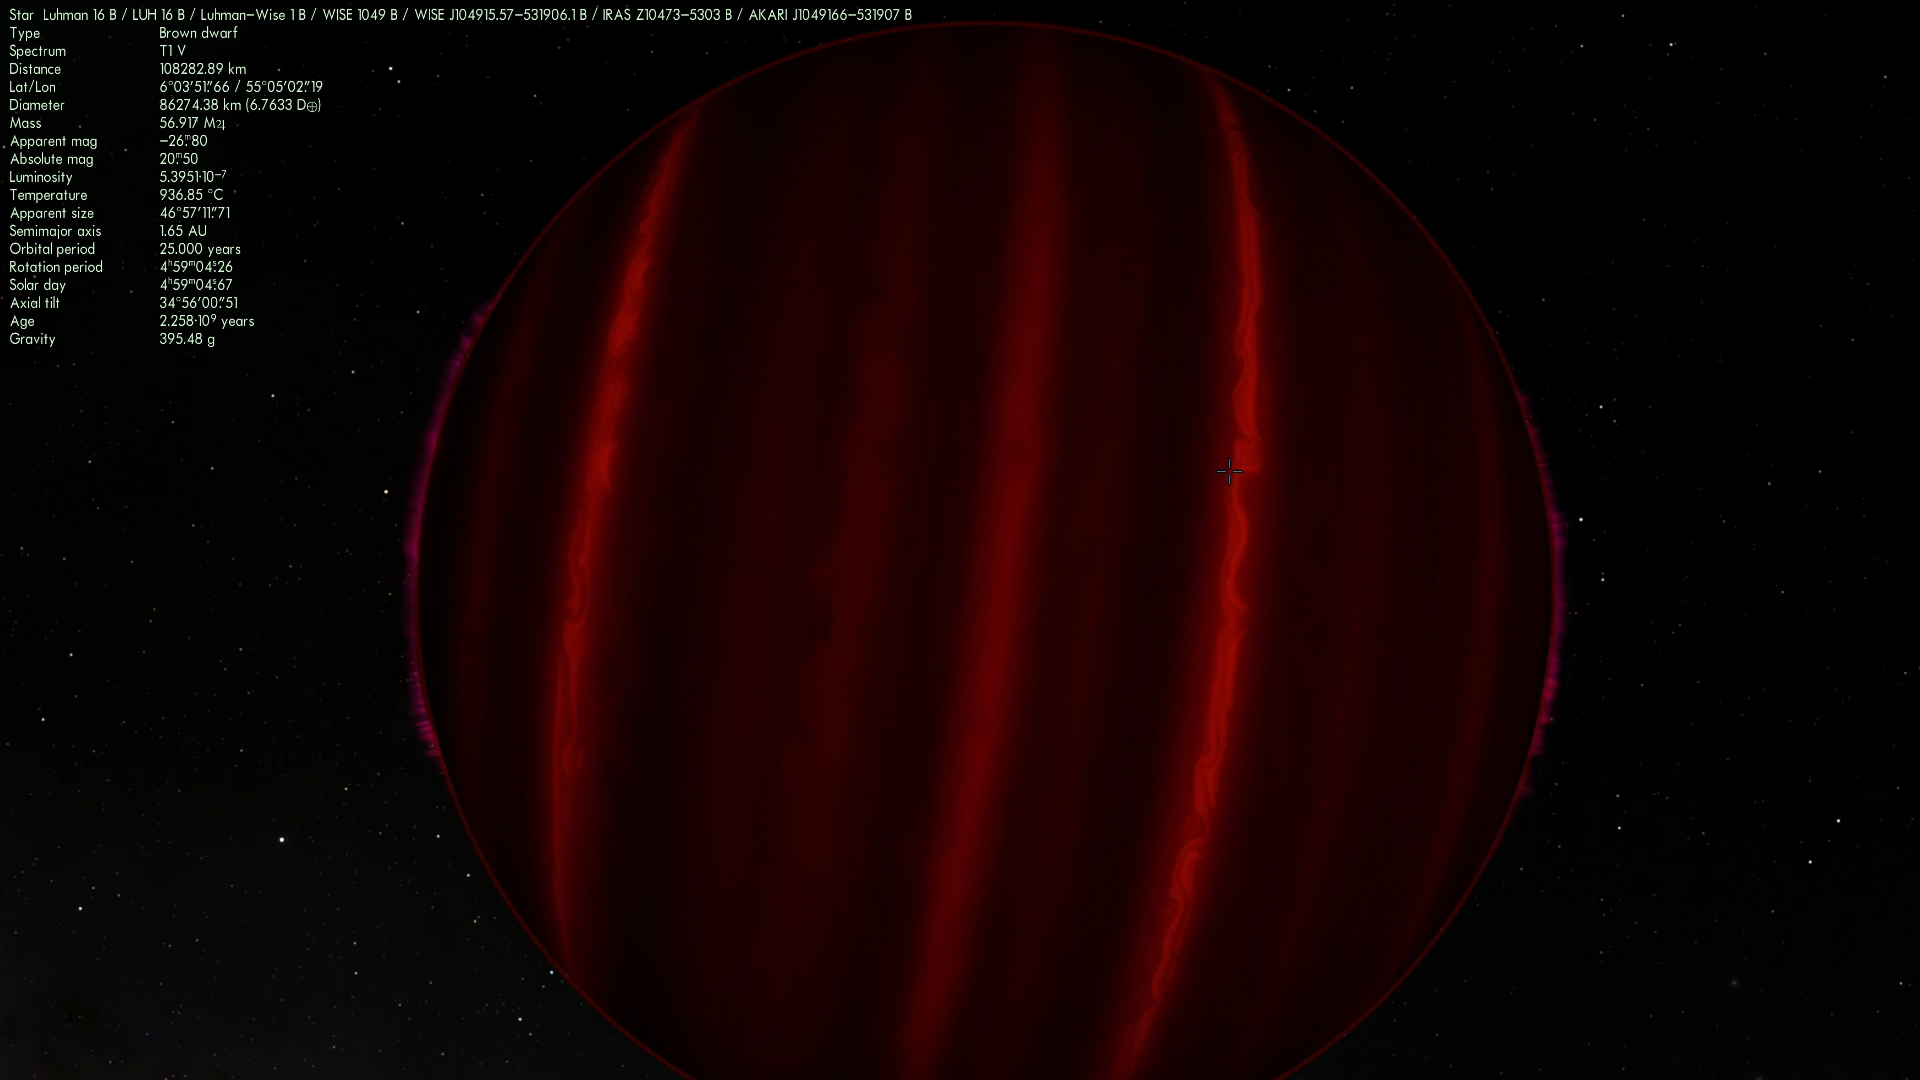 Star Luhman 16 B / LUH 16 B / Luhman-Wise 1 B / WISE 1049 B / WISE J104915.57-531906.1 B / IRAS Z10473-5303 B / AKARI J1049166-531907 B
Type Brown dwarf
Spectrum T1 V
Distance 108282.89 km
Lat/Lon 6°03'51."66 / 55°05'02."19
Diameter 86274.38 km (6.7633 D⊕)
Mass 56.917 M♃
Apparent mag −26.ᵐ80
Absolute mag 20.ᵐ50
Luminosity 5.3951·10⁻⁷
Temperature 936.85 °C
Apparent size 46°57'11."71
Semimajor axis 1.65 AU
Orbital period 25.000 years
Rotation period 4ʰ59ᵐ04.ˢ26
Solar day 4ʰ59ᵐ04.ˢ67
Axial tilt 34°56'00."51
Age 2.258·10⁹ years
Gravity 395.48 g